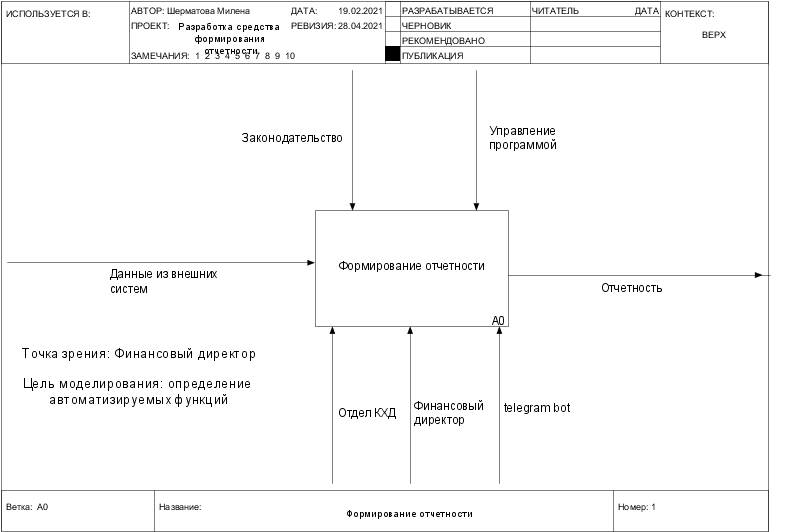 ИСПОЛЬЗУЕТСЯ В:
АВТОР: Шерматова Милена
ДАТА: 19.02.2021
ПРОЕКТ: Разработка средства
формирования
отчетности
РЕВИЗИЯ: 28.04.2021
ЗАМЕЧАНИЯ: 1 2 3 4 5 6 7 8 9 10
РАЗРАБАТЫВАЕТСЯ
ЧЕРНОВИК
РЕКОМЕНДОВАНО
ПУБЛИКАЦИЯ
ЧИТАТЕЛЬ ДАТА
КОНТЕКСТ:
ВЕРХ
Законодательство
Управление
программой
Данные из внешних
систем
Формирование отчетности
A0
Отчетность
Точка зрения: Финансовый директор
Цель моделирования: определение
автоматизируемых функций
Отдел КХД
Финансовый
директор
telegram bot
Ветка: A0
Название:
Формирование отчетности
Номер: 1